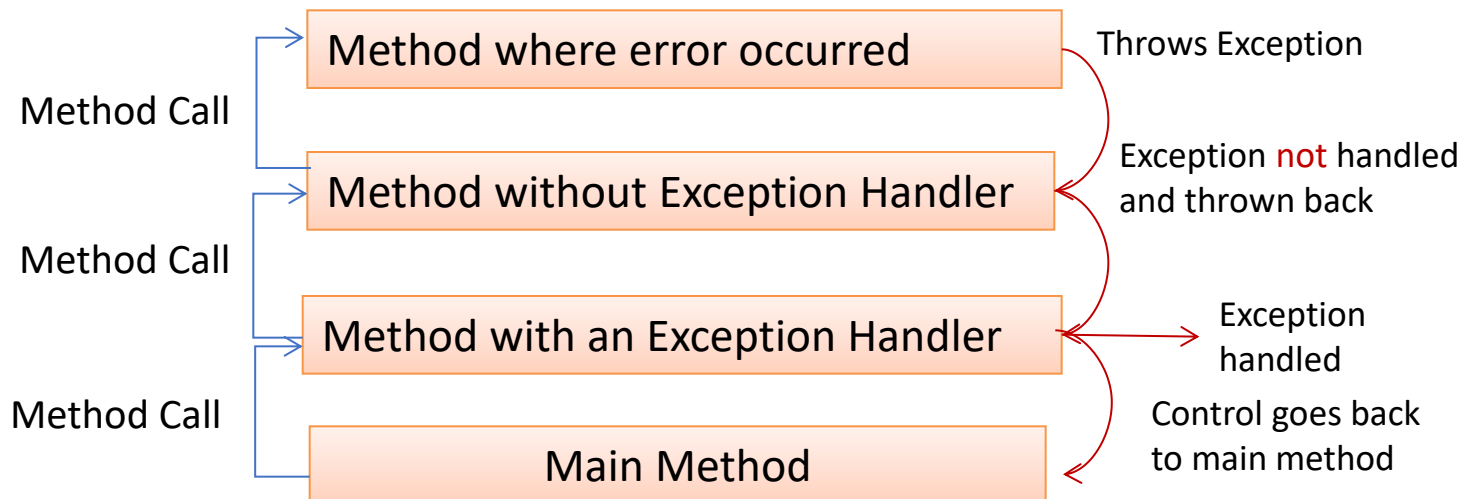 Method where error occurred
Throws Exception
Method Call
Exception not handled
and thrown back
Method without Exception Handler
Method Call
Method with an Exception Handler
Exception
handled
Method Call
Control goes back
to main method
Main Method